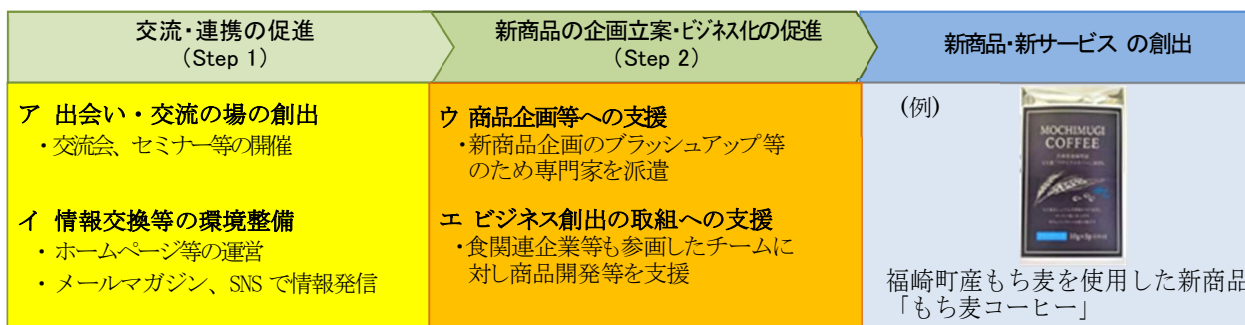 交流・連携の促進
(Step 1)
新商品の企画立案・ビジネス化の促進
(Step 2)
新商品・新サービス の創出
ア 出会い・交流の場の創出
・交流会、セミナー等の開催
イ 情報交換等の環境整備
・ ホームページ等の運営
・ メールマガジン、SNS で情報発信
ウ 商品企画等への支援
・新商品企画のブラッシュアップ等
のため専門家を派遣
エ ビジネス創出の取組への支援
・食関連企業等も参画したチームに
対し商品開発等を支援
(例)
MOCHIMUGI
COFFEE
福崎町産もち麦を使用した新商品
「もち麦コーヒー」